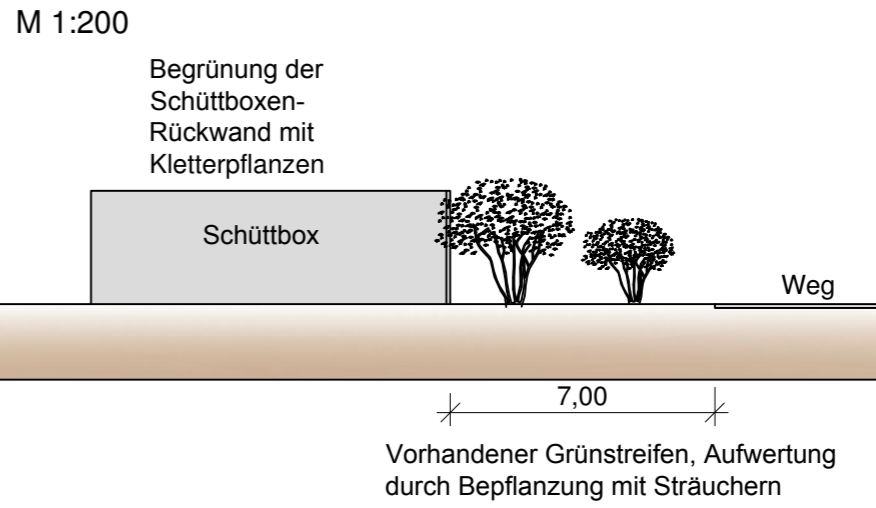 M 1:200
Begrünung der
Schüttboxen-
Rückwand mit
Kletterpflanzen
Schüttbox
Weg
7,00
Vorhandener Grünstreifen, Aufwertung
durch Bepflanzung mit Sträuchern